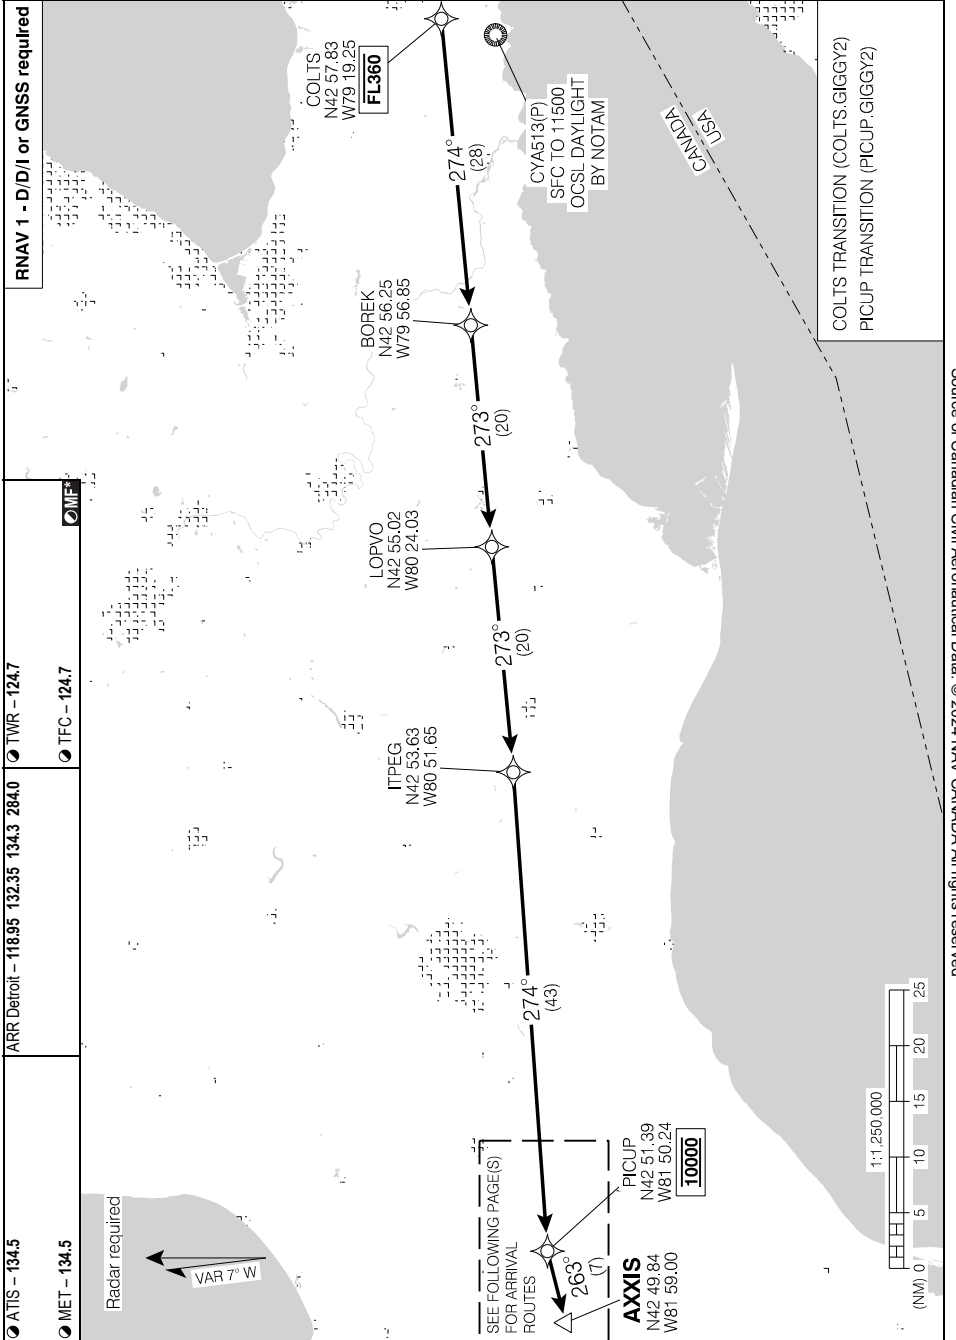 ATIS – 134.5
MET – 134.5
ARR Detroit – 118.95 132.35 134.3 284.0
TWR – 124.7
TFC – 124.7
MF*
RNAV 1 - D/D/I or GNSS required
Radar required
VAR 7° W
COLTS
N42 57.83
W79 19.25
FL360
274°
(28)
CYA513(P)
SFC TO 11500
OCSL DAYLIGHT
BY NOTAM
CANADA
USA
BOREK
N42 56.25
W79 56.85
273°
(20)
LOPVO
N42 55.02
W80 24.03
273°
(20)
ITPEG
N42 53.63
W80 51.65
274°
(43)
SEE FOLLOWING PAGE(S)
FOR ARRIVAL
ROUTES
PICUP
N42 51.39
W81 50.24
10000
263°
(7)
AXXIS
N42 49.84
W81 59.00
COLTS TRANSITION (COLTS.GIGGY2)
PICUP TRANSITION (PICUP.GIGGY2)
1:1,250,000
(NM) 0 5 10 15 20 25
Source of Canadian Civil Aeronautical Data: © 2024 NAV CANADA All rights reserved